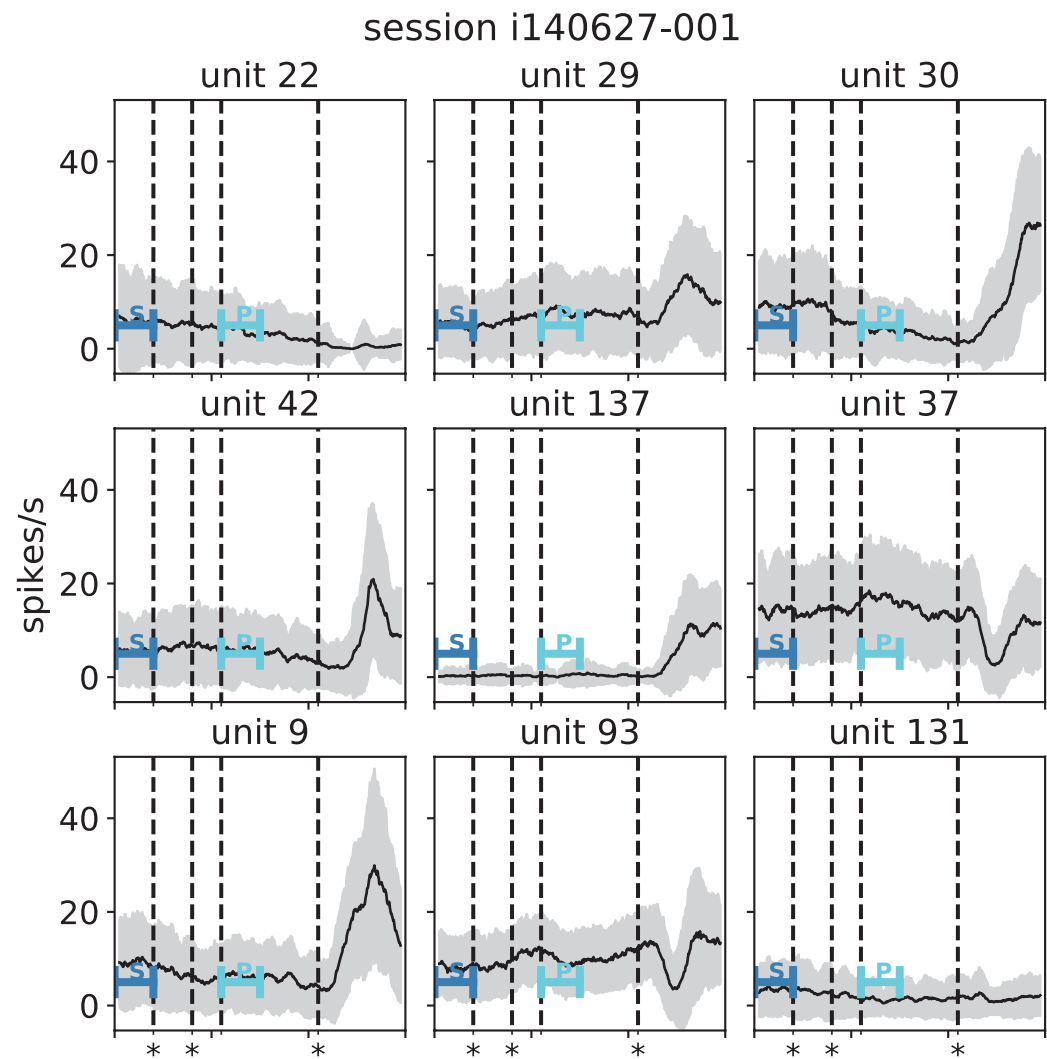 session i140627-001
unit 22 unit 29 unit 30
40
20
0
S P S P S P
unit 42 unit 137 unit 37
spikes/s
40
20
0
S P S P S P
unit 9 unit 93 unit 131
40
20
0
S P S P S P
* * * * * * * * *